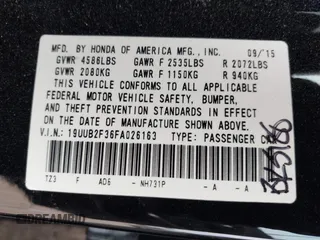 MFD. BY HONDA OF AMERICA MFG., INC. 09/15
GVWR 4586LBS GAWR F 2535LBS R 2072LBS
GVWR 2080KG GAWR F 1150KG R 940KG
THIS VEHICLE CONFORMS TO ALL APPLICABLE
FEDERAL MOTOR VEHICLE SAFETY, BUMPER,
AND THEFT PREVENTION STANDARDS IN EFFECT
ON THE DATE OF MANUFACTURE SHOWN ABOVE.
V.I.N.: 19UUB2F36FA026163 TYPE: PASSENGER
TZ3 F AD6 - NH731P - A - A